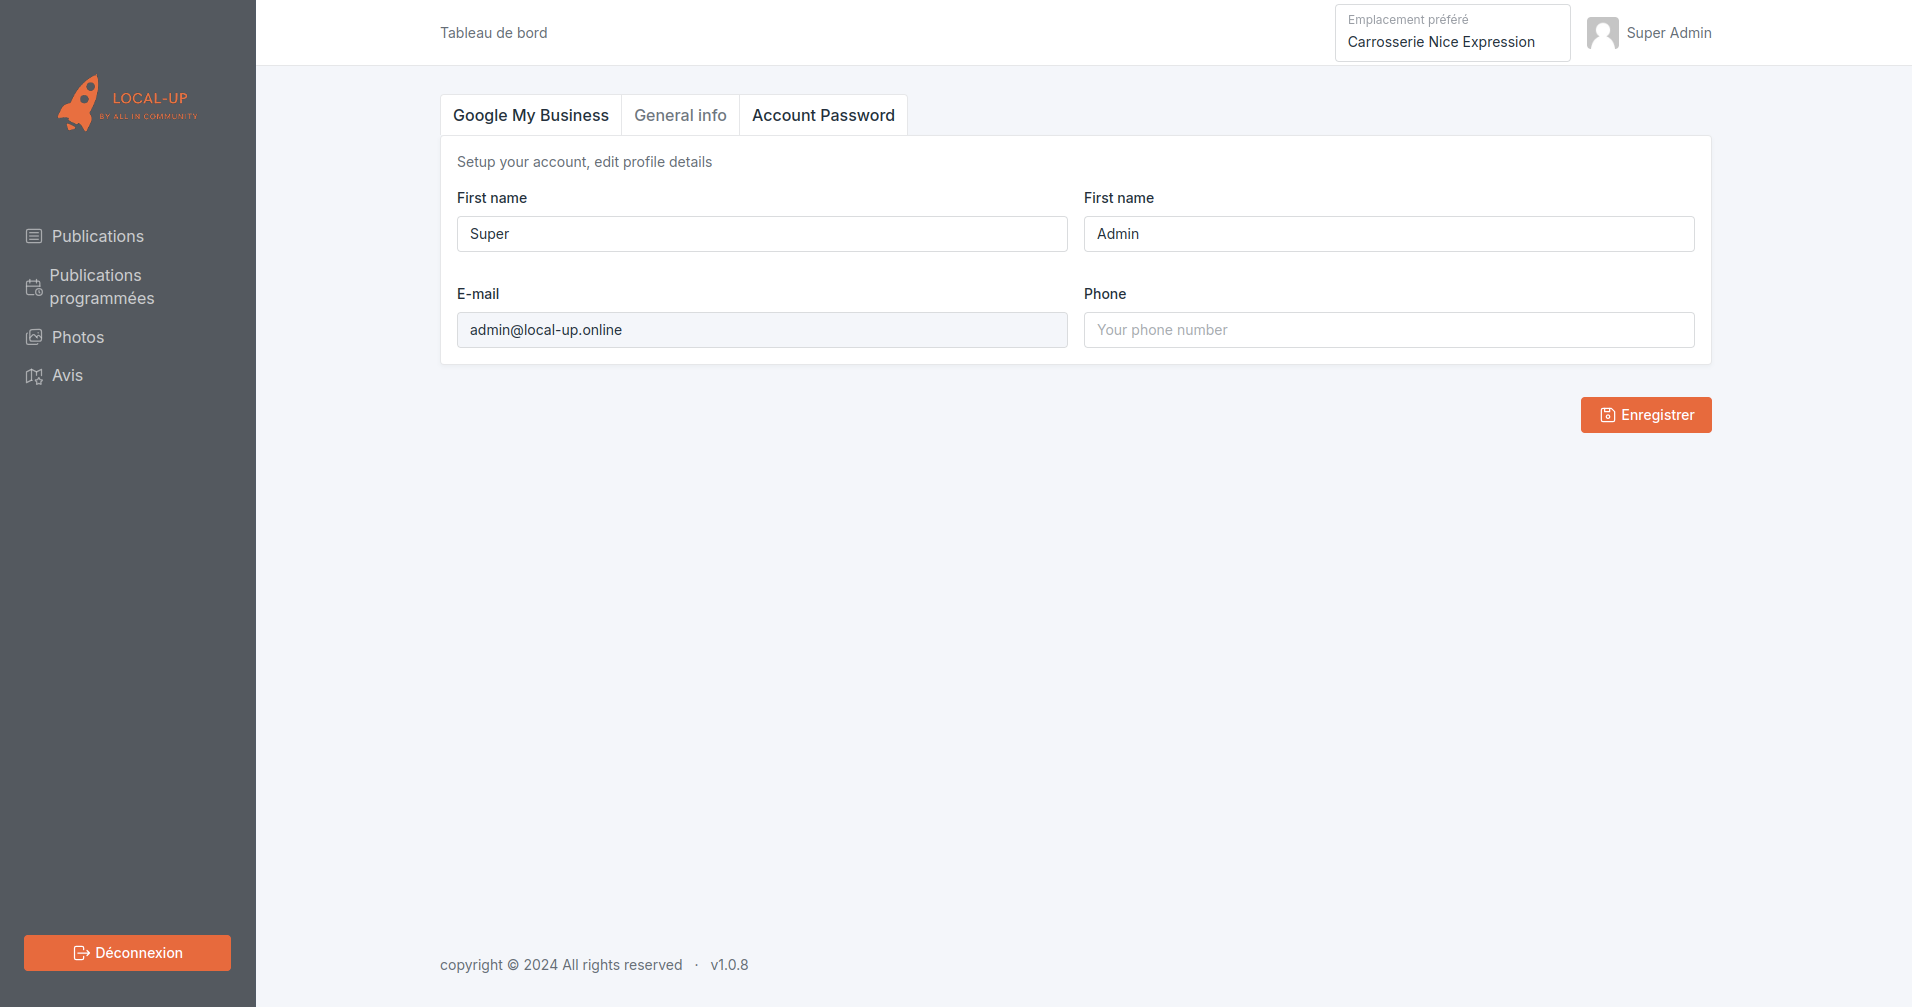 LOCAL-UP
BY ALL IN COMMUNITY
Publications
Publications
programmées
Photos
Avis
Déconnexion
Tableau de bord
Emplacement préféré
Carrosserie Nice Expression
Super Admin
Google My Business
General info
Account Password
Setup your account, edit profile details
First name
First name
Super
Admin
E-mail
Phone
admin@local-up.online
Your phone number
Enregistrer
copyright © 2024 All rights reserved · v1.0.8